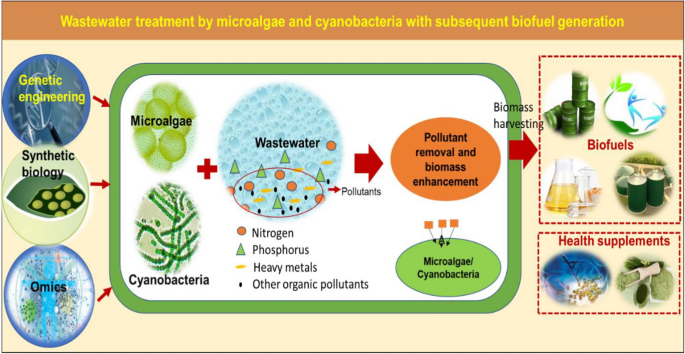 Wastewater treatment by microalgae and cyanobacteria with subsequent biofuel generation
Genetic
engineering
Synthetic
biology
Omics
Microalgae
Cyanobacteria
Wastewater
Pollutants
Nitrogen
Phosphorus
Heavy metals
Other organic pollutants
Pollutant
removal and
biomass
enhancement
Microalgae/
Cyanobacteria
Biomass
harvesting
Biofuels
Health supplements